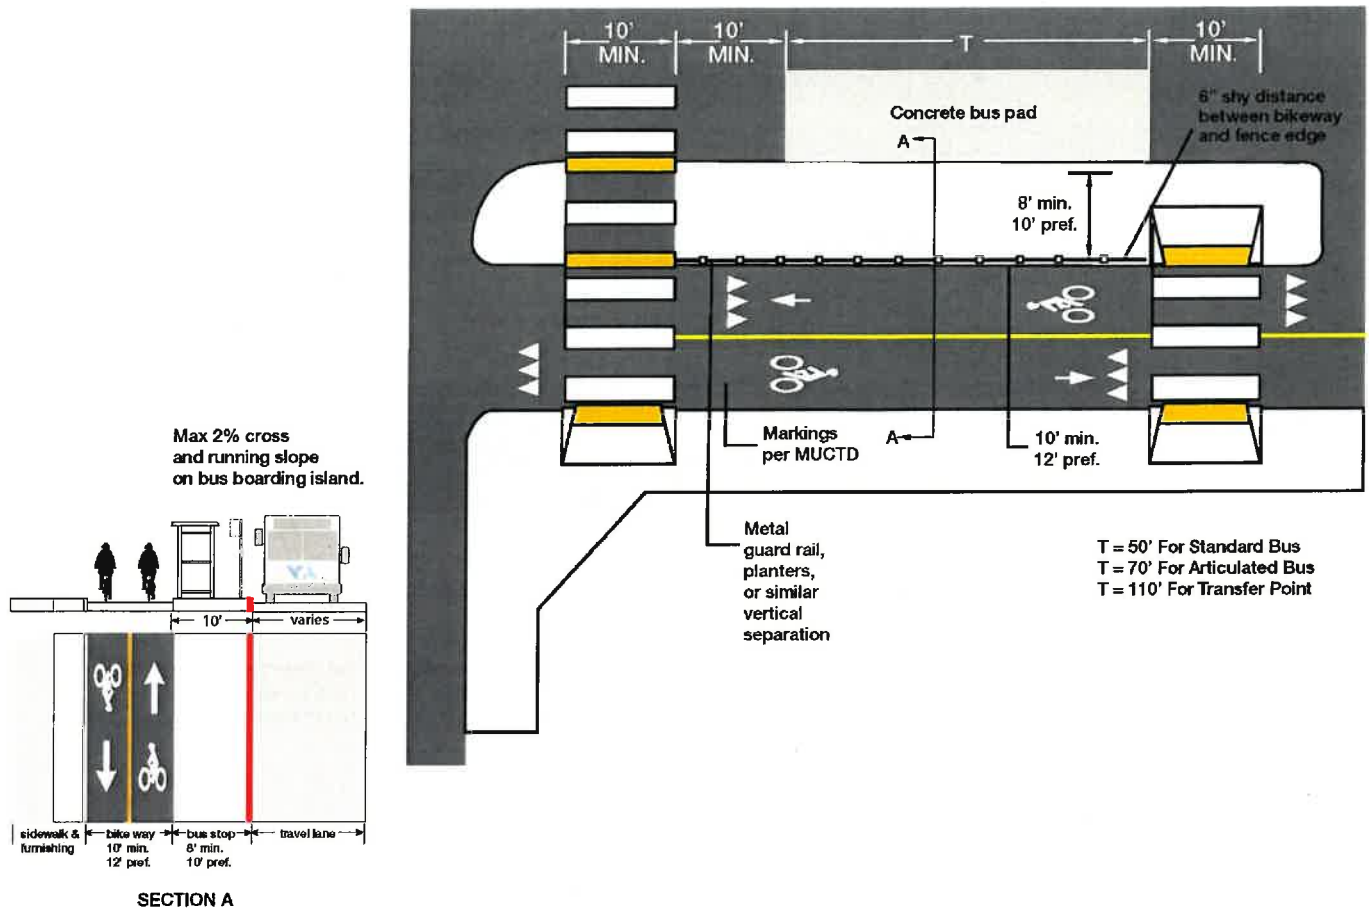 10'
MIN.
10'
MIN.
T
10'
MIN.
Concrete bus pad
A
6" shy distance
between bikeway
and fence edge
8' min.
10' pref.
Markings
per MUCTD
A
10' min.
12' pref.
Metal
guard rail,
planters,
or similar
vertical
separation
T = 50' For Standard Bus
T = 70' For Articulated Bus
T = 110' For Transfer Point
Max 2% cross
and running slope
on bus boarding island.
VA
10'
varies
sidewalk &
furnishing
bike way
10' min.
12' pref.
bus stop
8' min.
10' pref.
travel lane
SECTION A